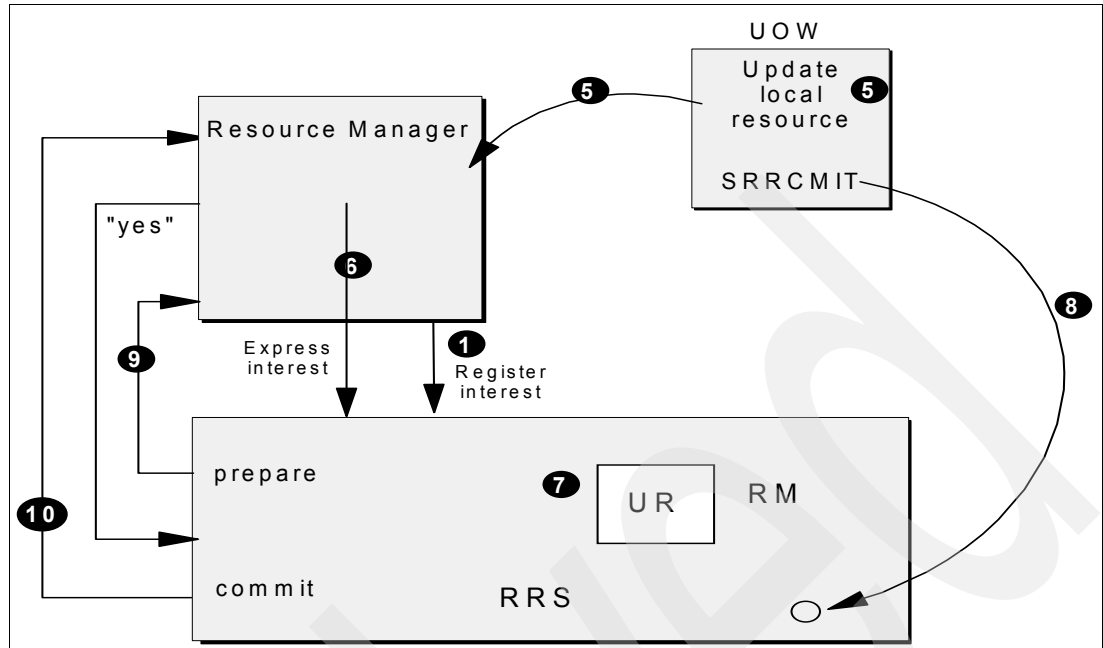 UOW
Update
local
resource
5
5
SRRCMIT
Resource Manager
"yes"
6
8
9
Express
interest
1
Register
interest
prepare
7
UR
RM
10
commit
RRS